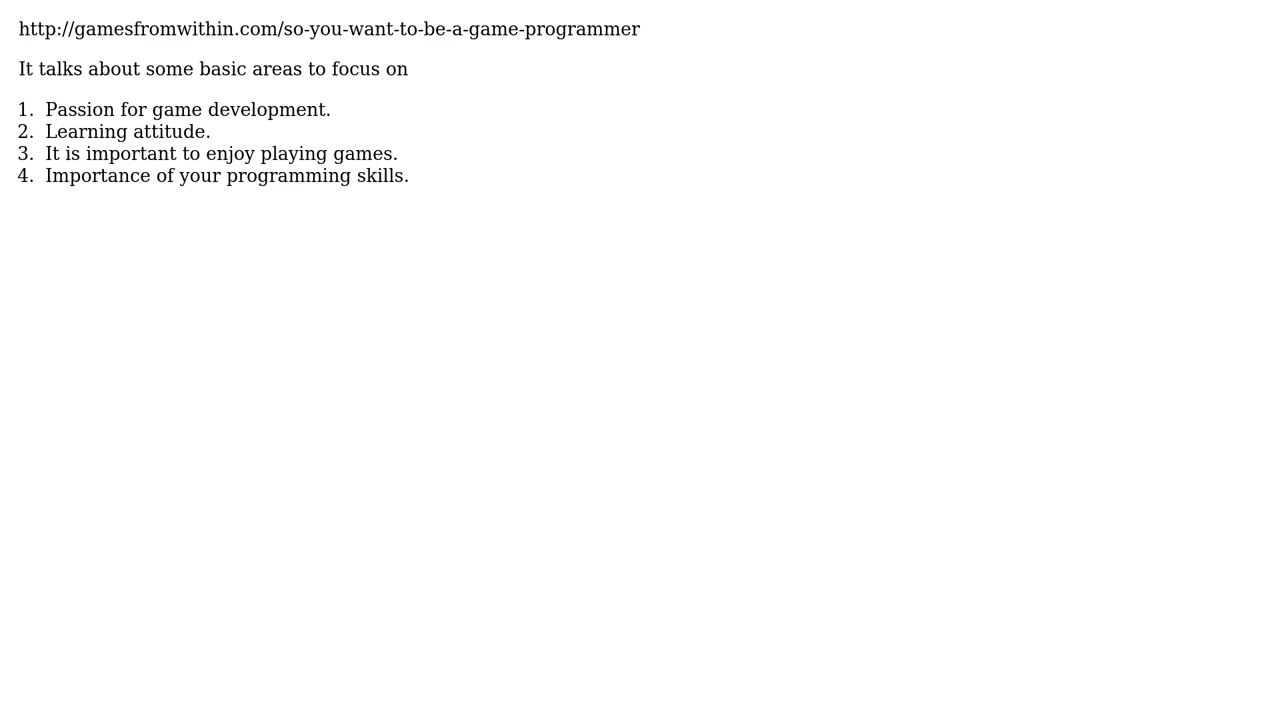 http://gamesfromwithin.com/so-you-want-to-be-a-game-programmer
It talks about some basic areas to focus on
1. Passion for game development.
2. Learning attitude.
3. It is important to enjoy playing games.
4. Importance of your programming skills.